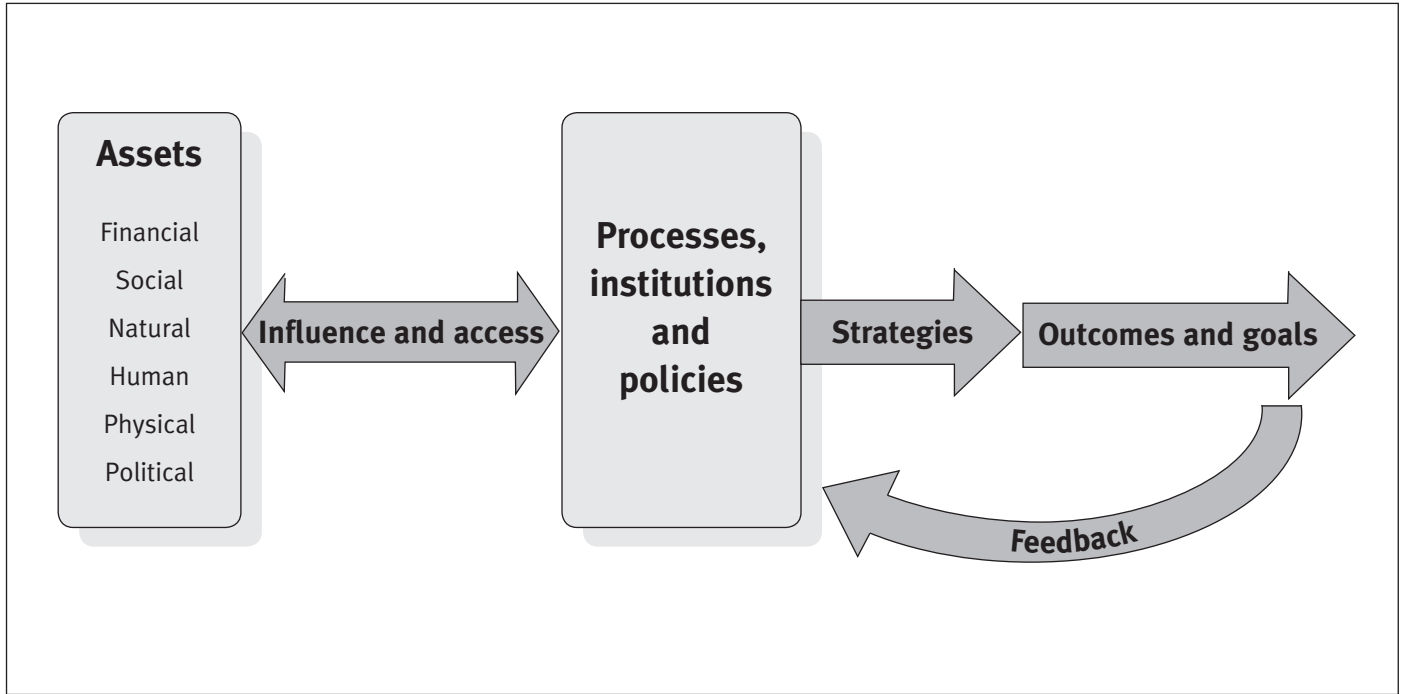 Assets
Financial
Social
Natural
Human
Physical
Political
Influence and access
Processes,
institutions
and
policies
Strategies
Outcomes and goals
Feedback